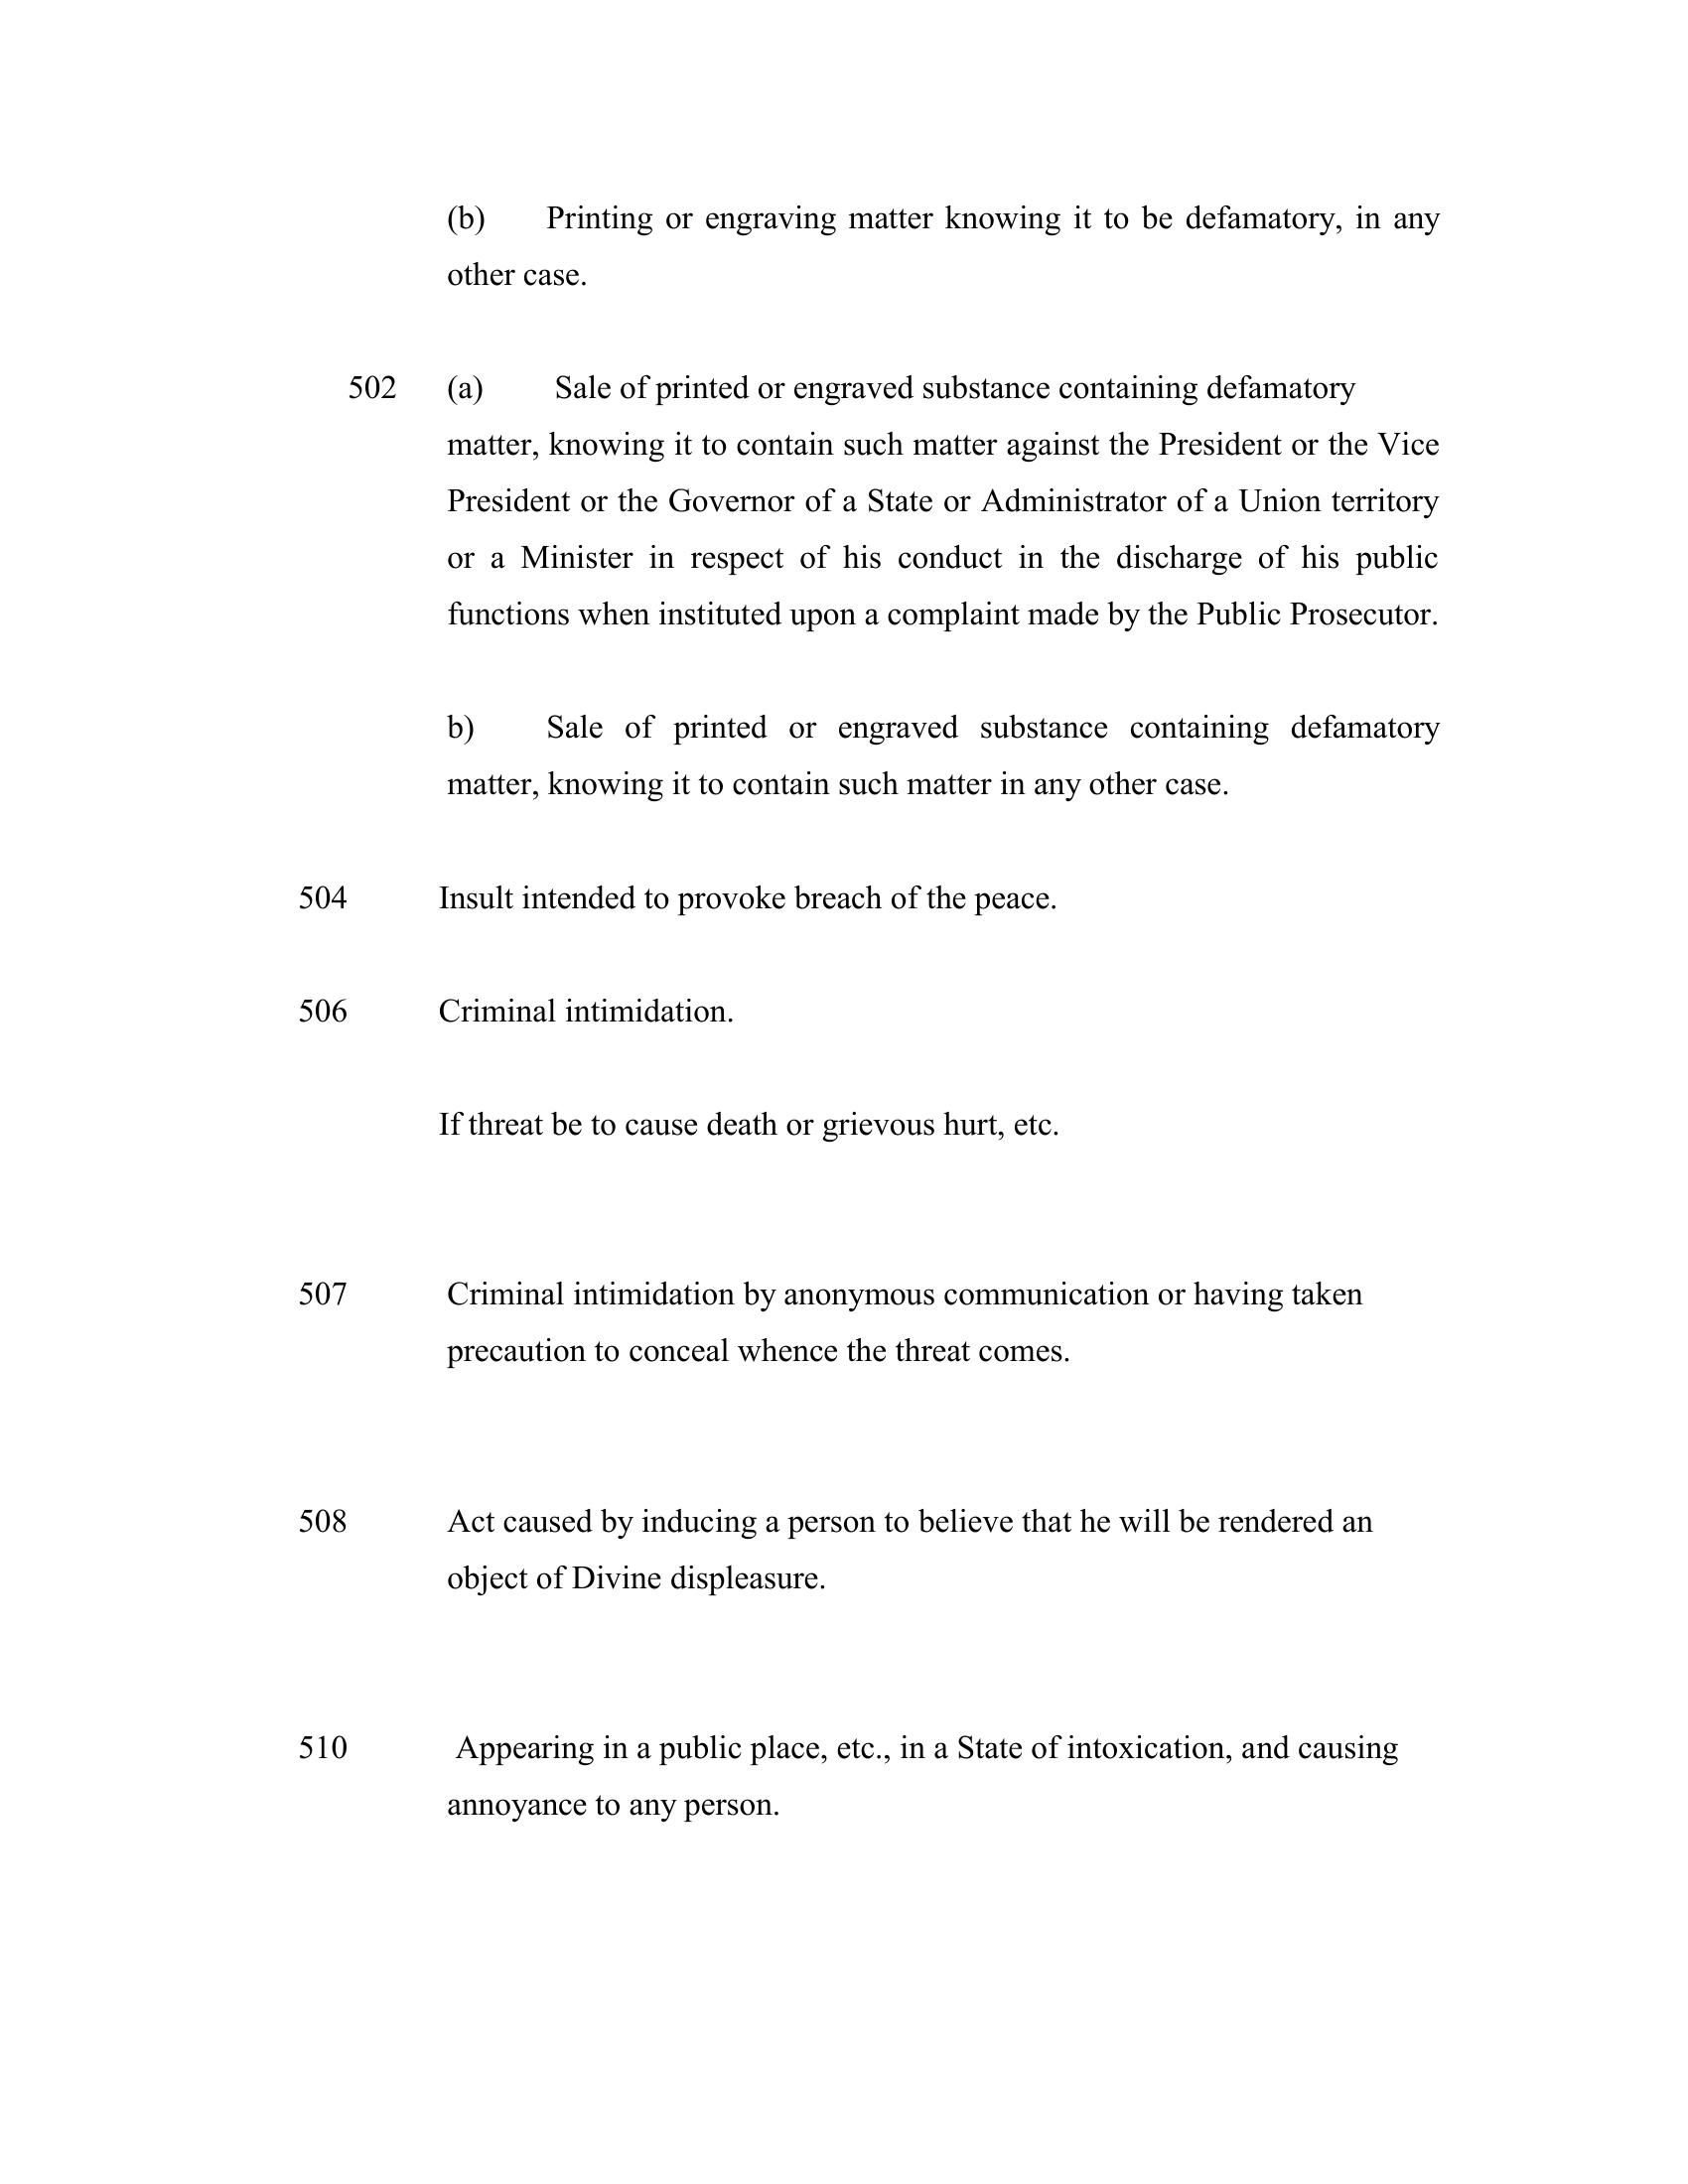 (b) Printing or engraving matter knowing it to be defamatory, in any
other case.
502 (a) Sale of printed or engraved substance containing defamatory
matter, knowing it to contain such matter against the President or the Vice
President or the Governor of a State or Administrator of a Union territory
or a Minister in respect of his conduct in the discharge of his public
functions when instituted upon a complaint made by the Public Prosecutor.
b) Sale of printed or engraved substance containing defamatory
matter, knowing it to contain such matter in any other case.
504 Insult intended to provoke breach of the peace.
506 Criminal intimidation.
If threat be to cause death or grievous hurt, etc.
507 Criminal intimidation by anonymous communication or having taken
precaution to conceal whence the threat comes.
508 Act caused by inducing a person to believe that he will be rendered an
object of Divine displeasure.
510 Appearing in a public place, etc., in a State of intoxication, and causing
annoyance to any person.